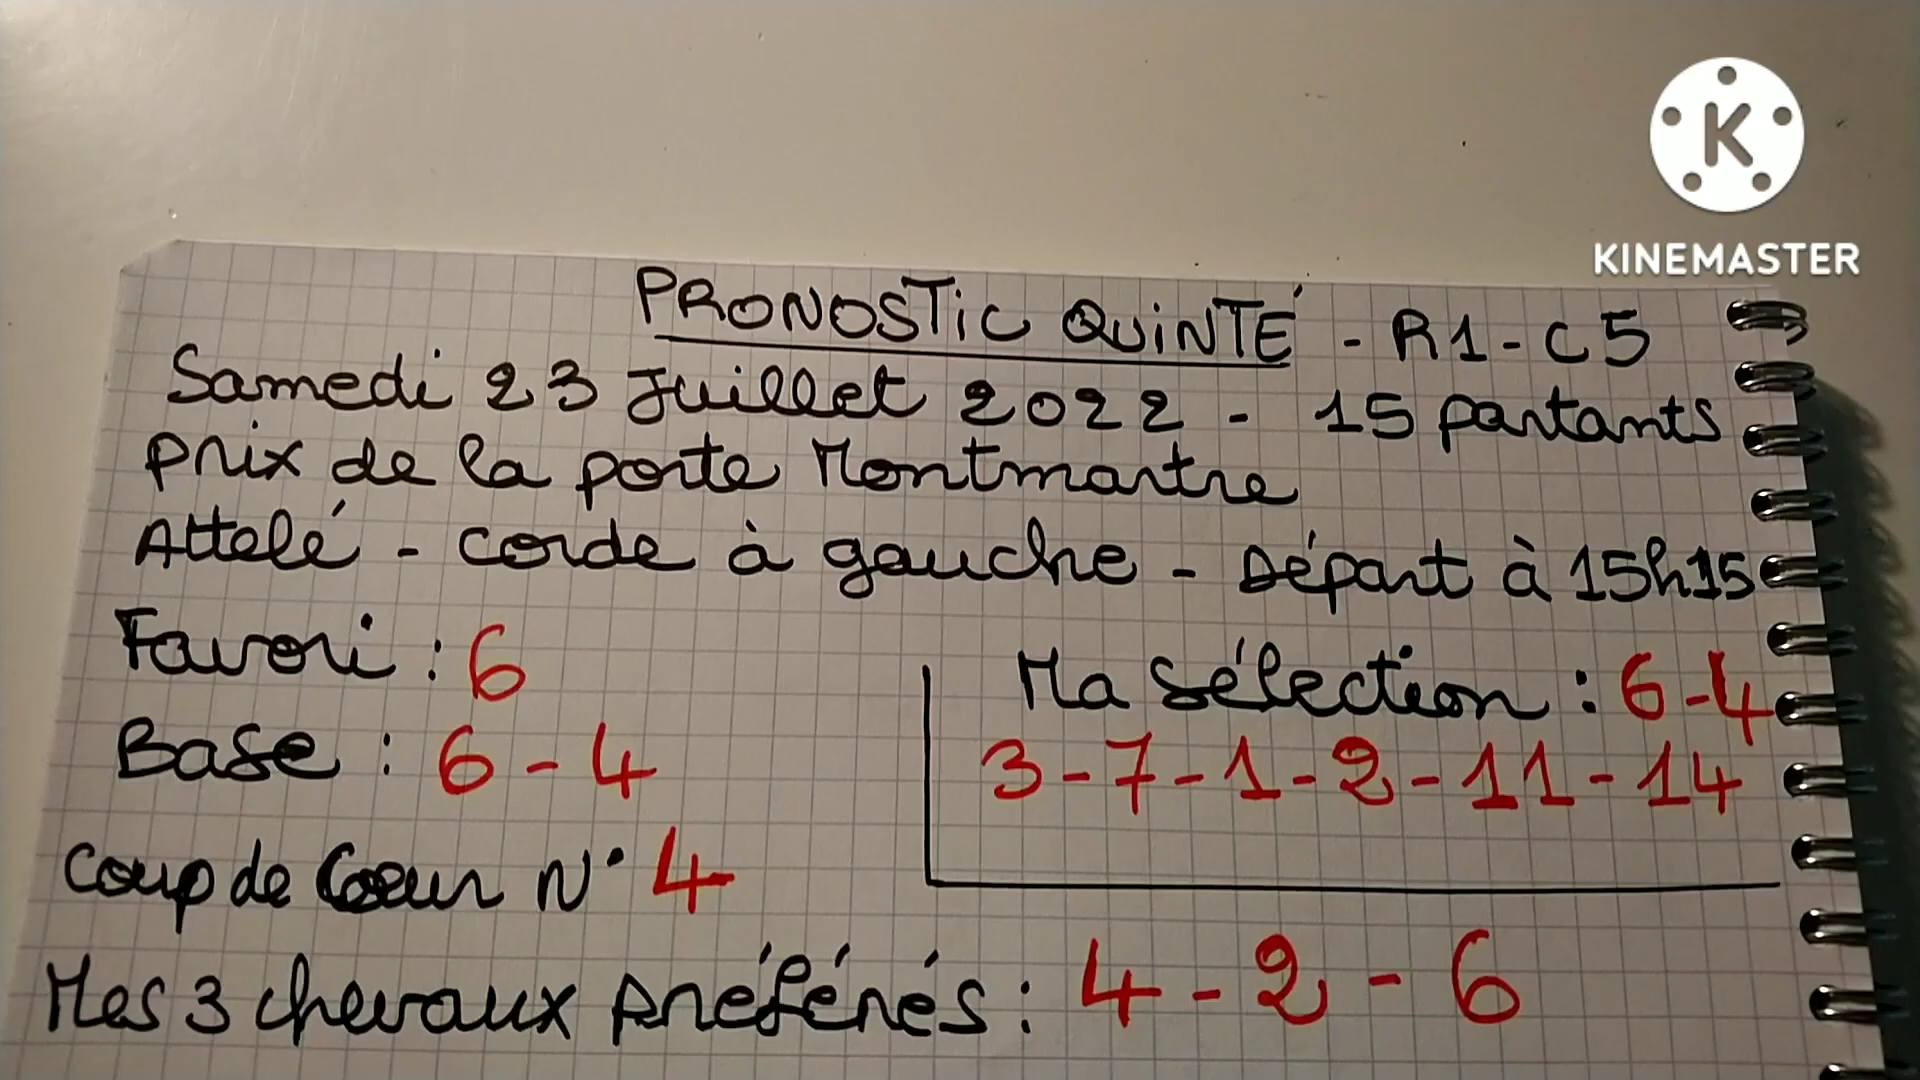 KINEMASTER
PRONOSTIC QUINTÉ - R1 - C5
Samedi 23 Juillet 2022 - 15 partants
prix de la porte Montmartre
Attelé - corde à gauche - Départ à 15h15
Favori : 6
Base : 6 - 4
Ma sélection : 6 - 4
3 - 7 - 1 - 2 - 11 - 14
Coup de Coeur N° 4
Mes 3 chevaux préférés : 4 - 2 - 6